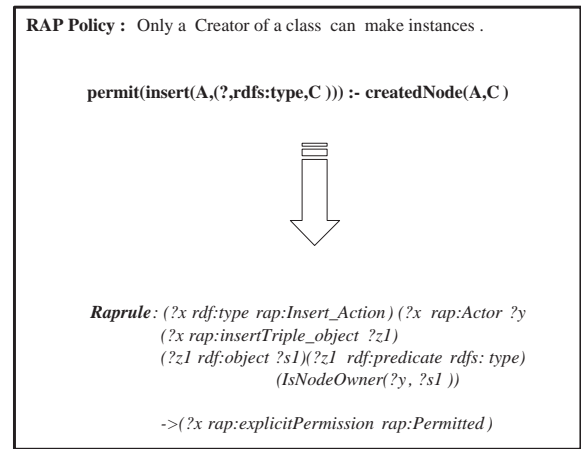 RAP Policy : Only a Creator of a class can make instances .
permit(insert(A,(?,rdfs:type,C ))) :- createdNode(A,C )
Raprule: (?x rdf:type rap:Insert_Action) (?x rap:Actor ?y
(?x rap:insertTriple_object ?z1)
(?z1 rdf:object ?s1)(?z1 rdf:predicate rdfs: type)
(IsNodeOwner(?y, ?s1 ))
->(?x rap:explicitPermission rap:Permitted )